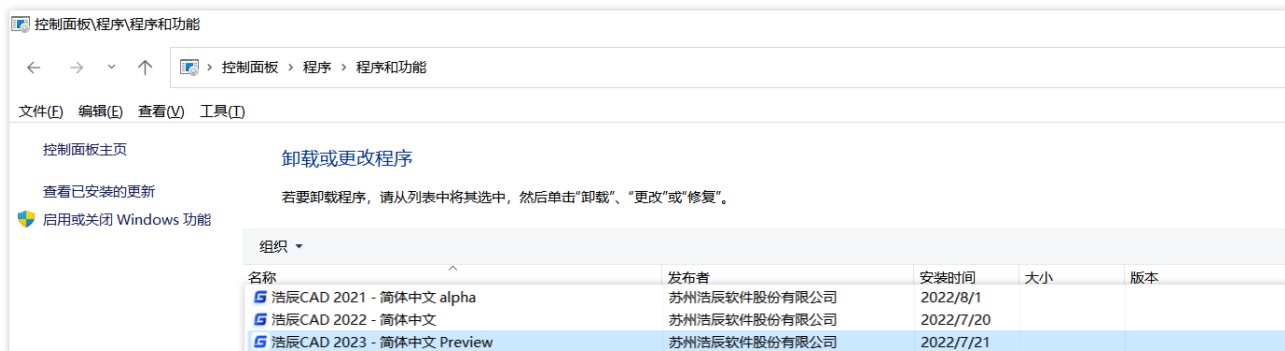 控制面板\程序\程序和功能
控制面板 › 程序 › 程序和功能
文件(F) 编辑(E) 查看(V) 工具(T)
控制面板主页
查看已安装的更新
启用或关闭 Windows 功能
卸载或更改程序
若要卸载程序，请从列表中将其选中，然后单击“卸载”、“更改”或“修复”。
组织
名称 发布者 安装时间 大小 版本
浩辰CAD 2021 - 简体中文 alpha 苏州浩辰软件股份有限公司 2022/8/1
浩辰CAD 2022 - 简体中文 苏州浩辰软件股份有限公司 2022/7/20
浩辰CAD 2023 - 简体中文 Preview 苏州浩辰软件股份有限公司 2022/7/21